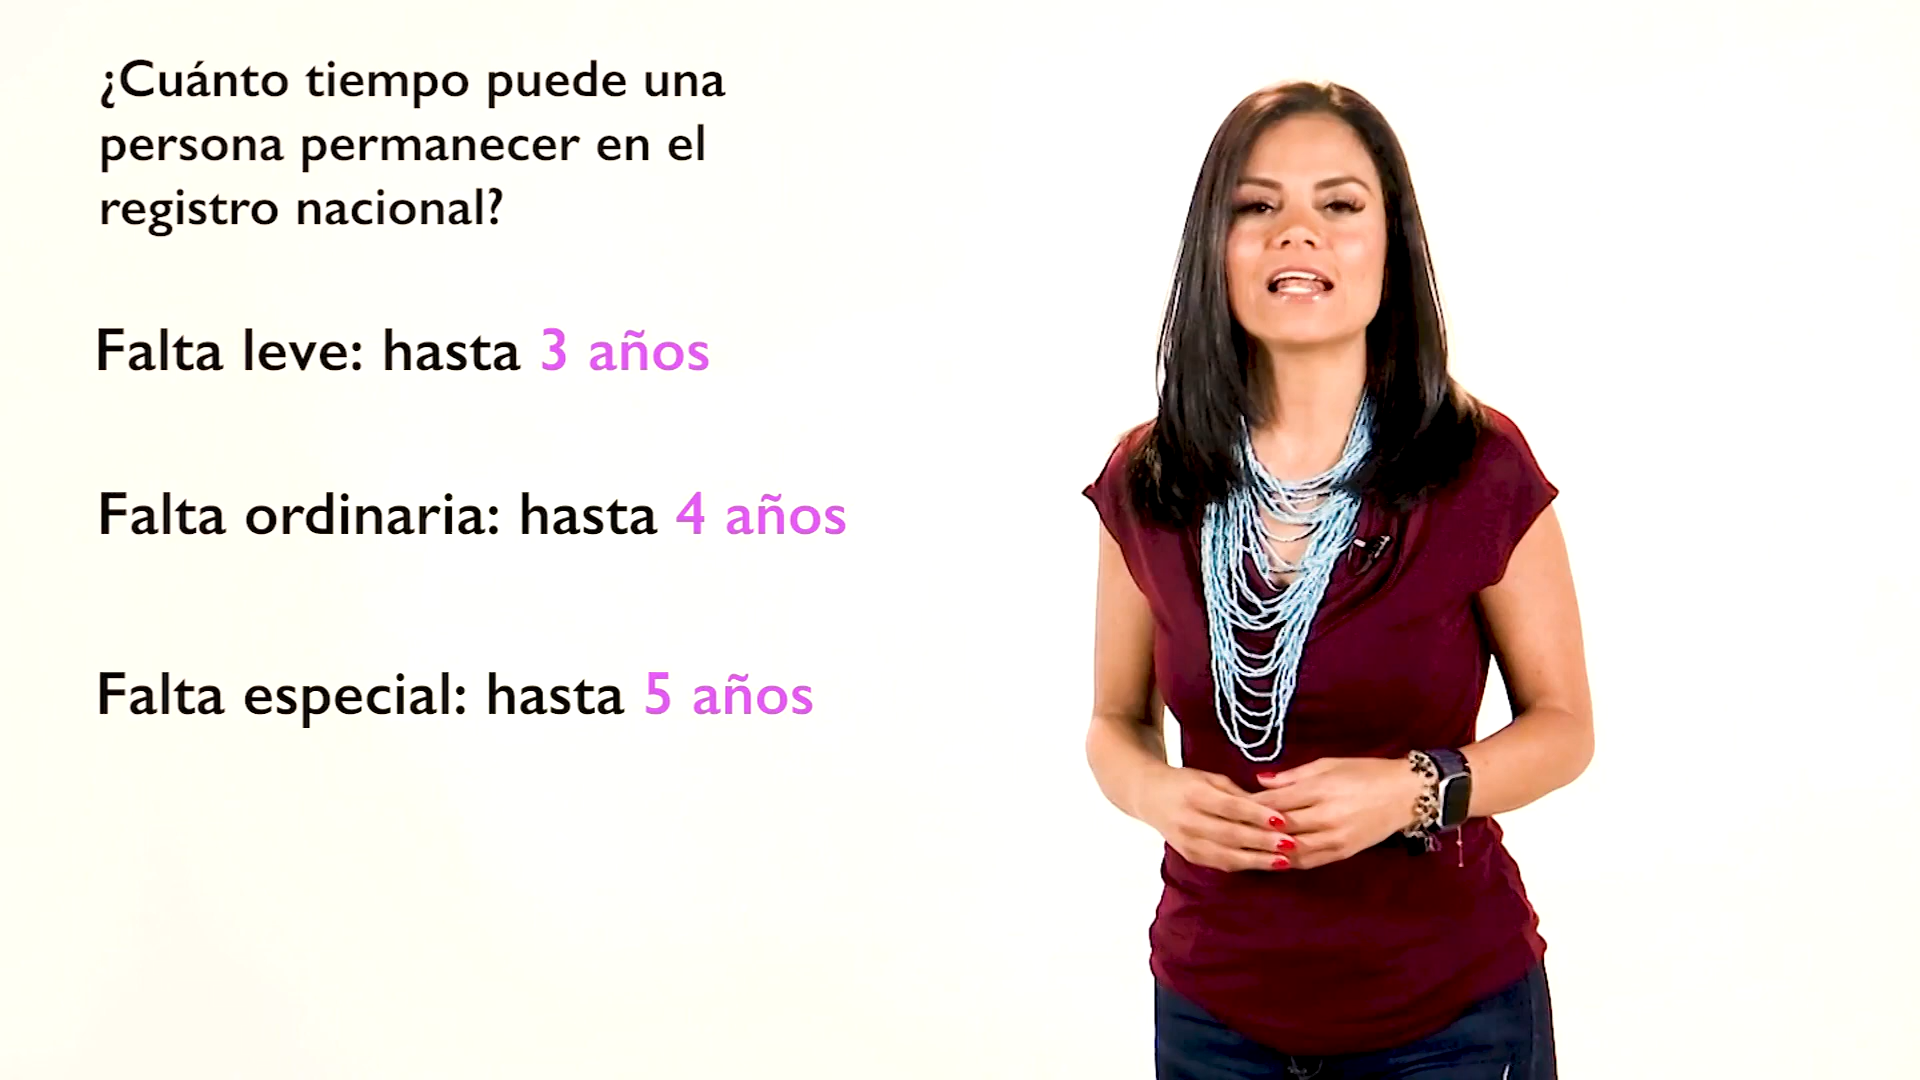 ¿Cuánto tiempo puede una
persona permanecer en el
registro nacional?
Falta leve: hasta 3 años
Falta ordinaria: hasta 4 años
Falta especial: hasta 5 años